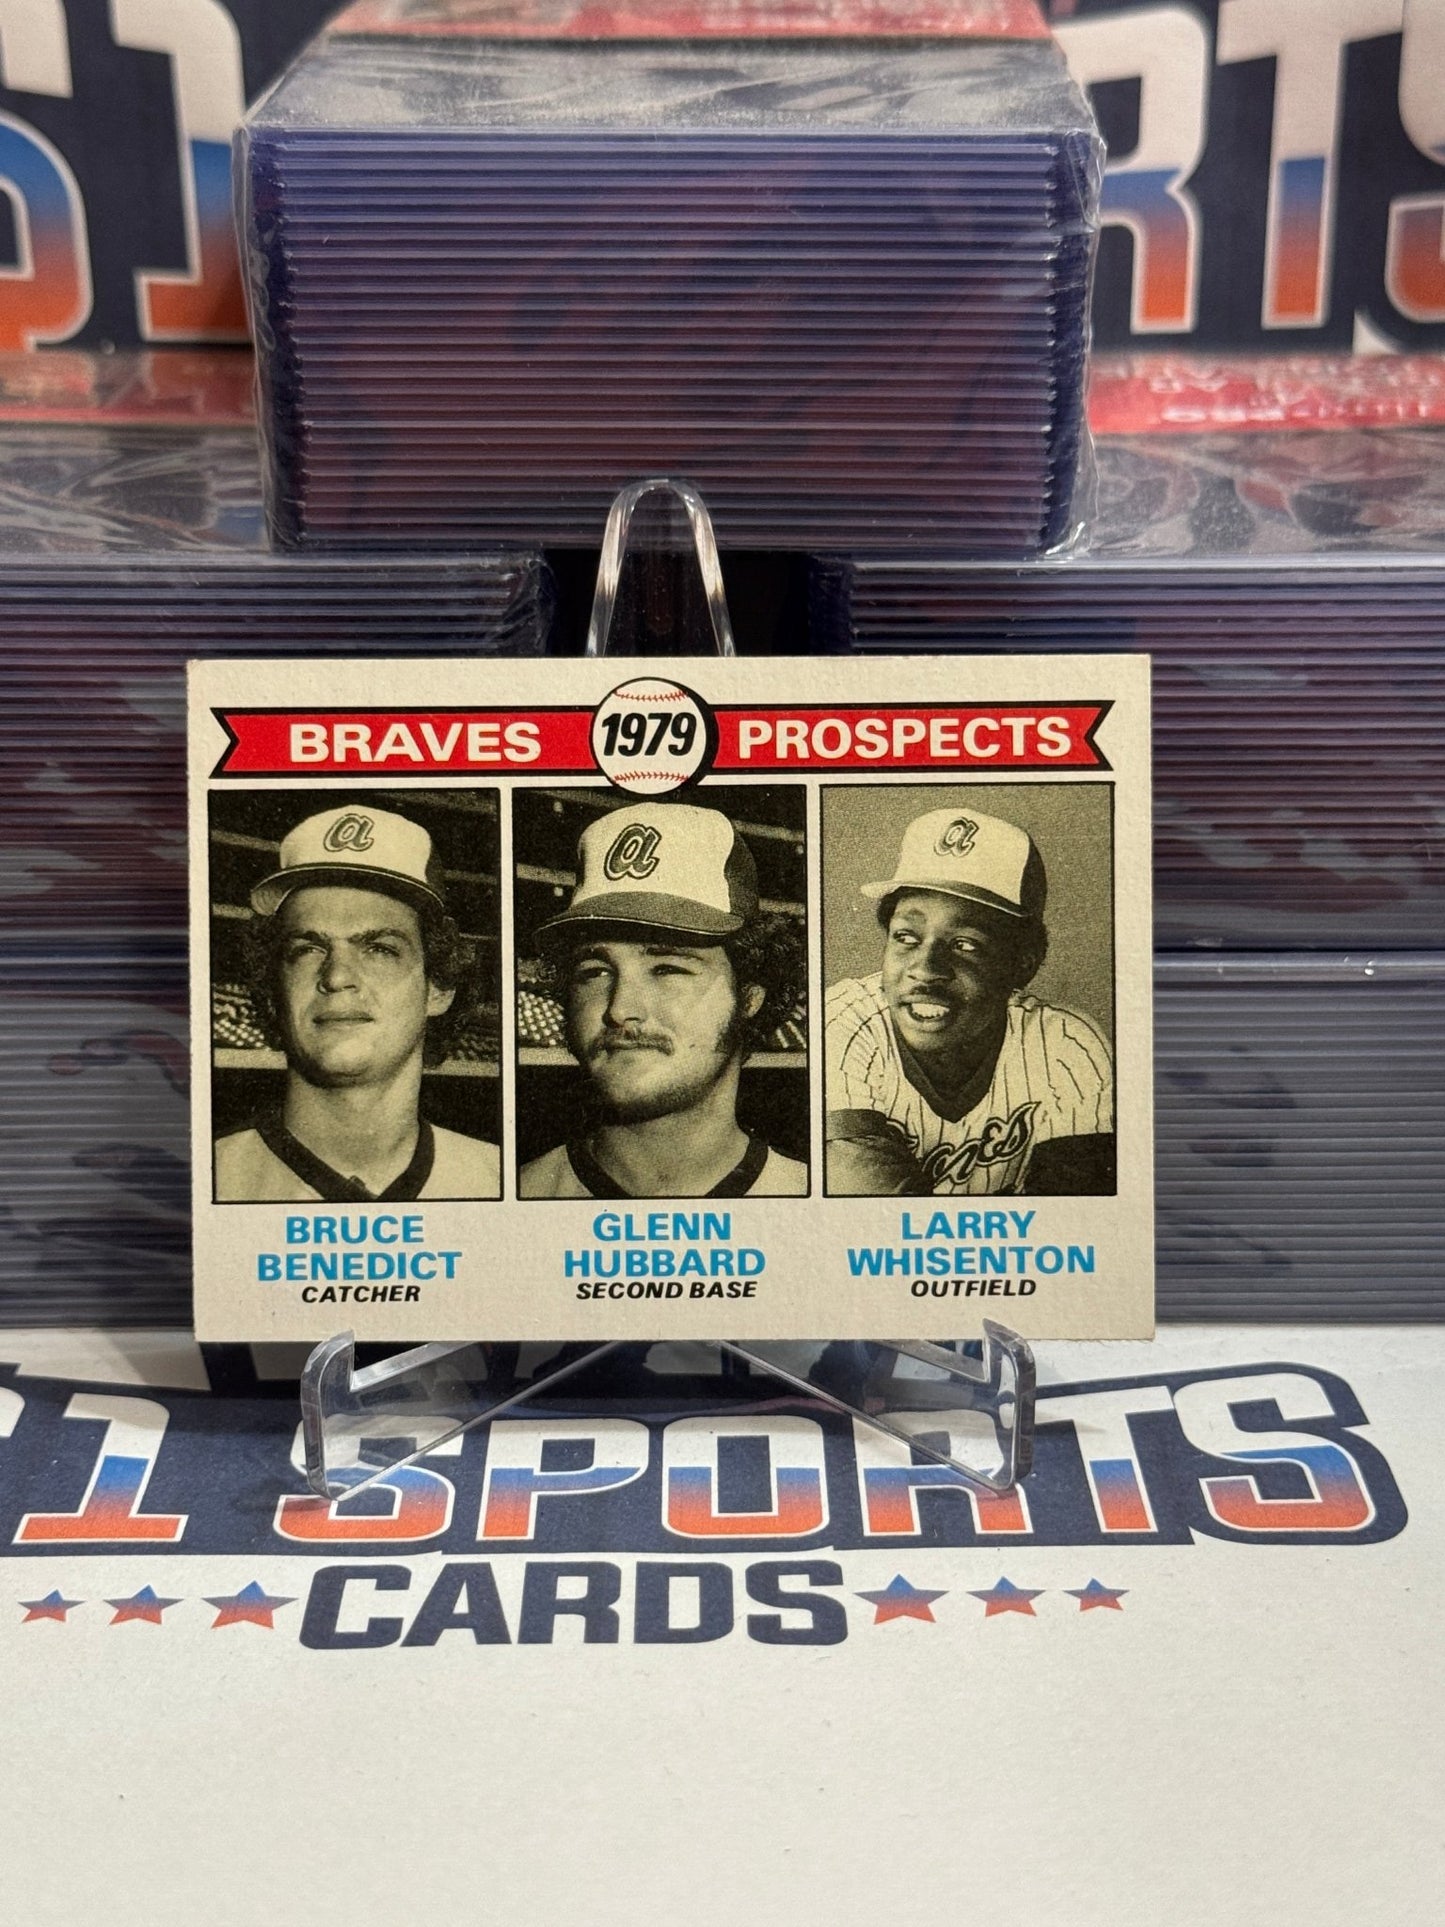 BRAVES 1979 PROSPECTS
a
a
a
BRUCE
BENEDICT
CATCHER
GLENN
HUBBARD
SECOND BASE
LARRY
WHISENTON
OUTFIELD
SPORTS
CARDS